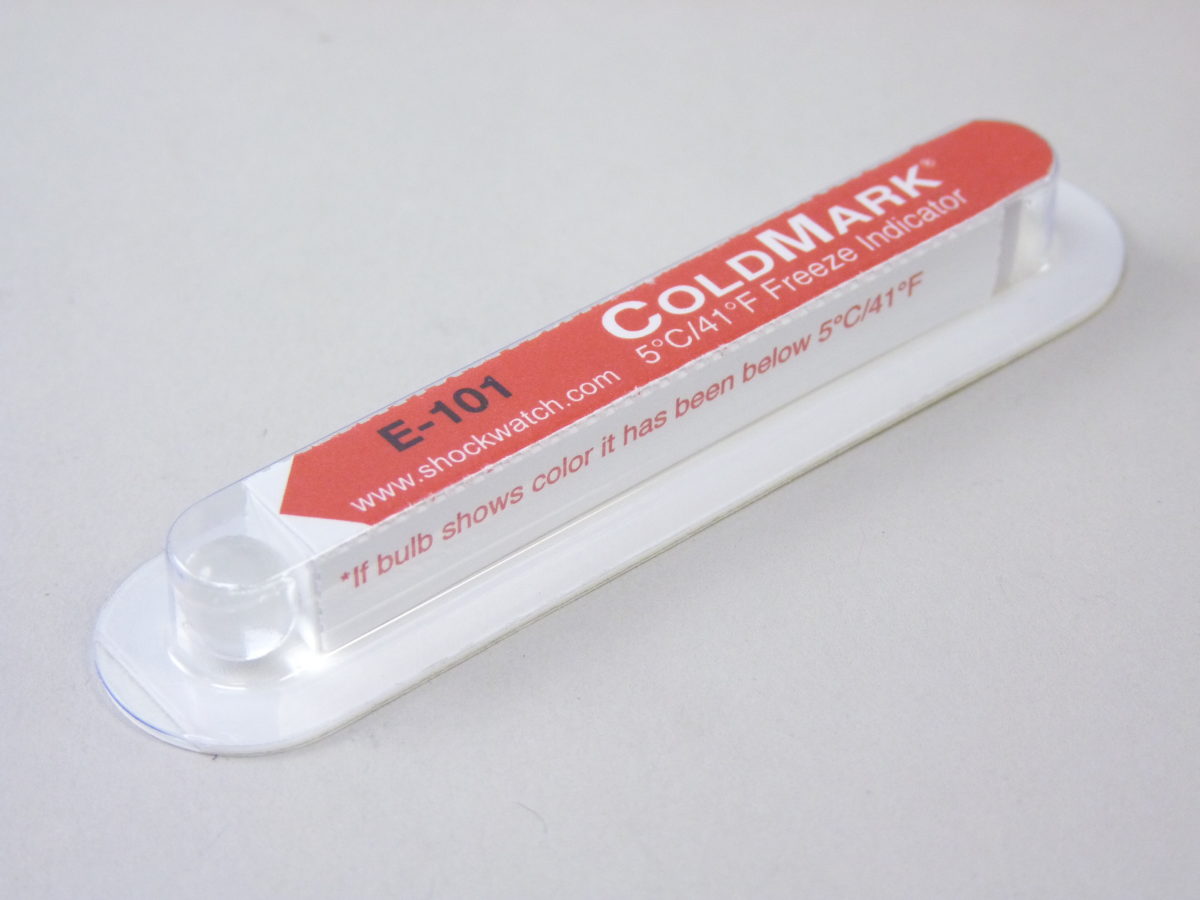 E-101
www.shockwatch.com
COLDMARK®
5°C/41°F Freeze Indicator
*If bulb shows color it has been below 5°C/41°F